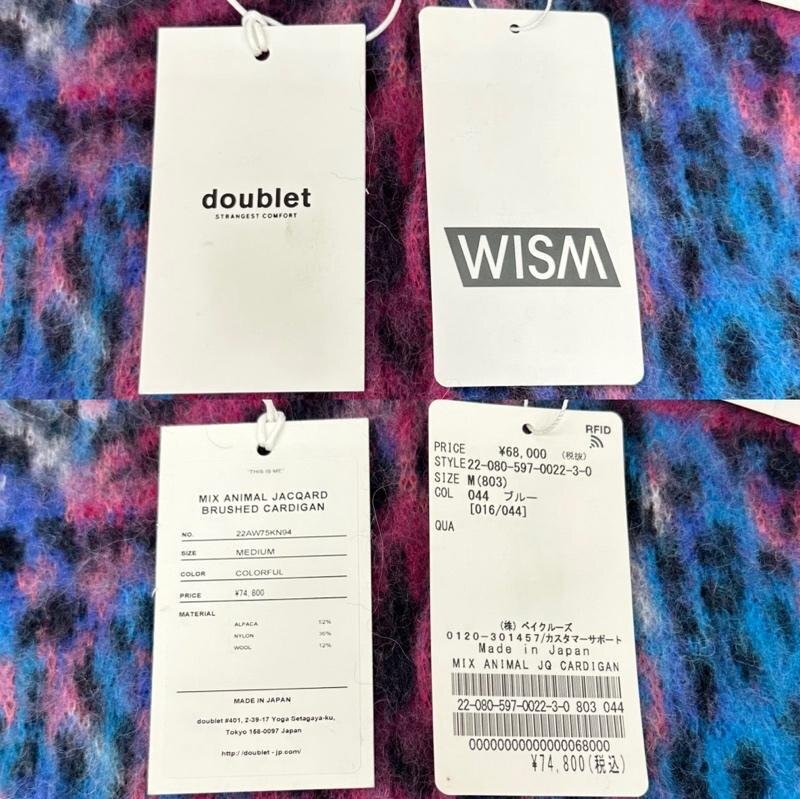 doublet
STRANGEST COMFORT
WISM
"THIS IS ME"
MIX ANIMAL JACQARD
BRUSHED CARDIGAN
NO. 22AW75KN94
SIZE MEDIUM
COLOR COLORFUL
PRICE ¥74,800
MATERIAL
ALPACA
NYLON 36%
WOOL 12%
MADE IN JAPAN
doublet #401, 2-39-17 Yoga Setagaya-ku,
Tokyo 158-0097 Japan
http://doublet-jp.com/
RFID
PRICE ¥68,000 (税抜)
STYLE 22-080-597-0022-3-0
SIZE M(803)
COL 044 ブルー
[016/044]
QUA
(株) ベイクルーズ
0120-301457/カスタマーサポート
Made in Japan
MIX ANIMAL JQ CARDIGAN
22-080-597-0022-3-0 803 044
¥74,800(税込)